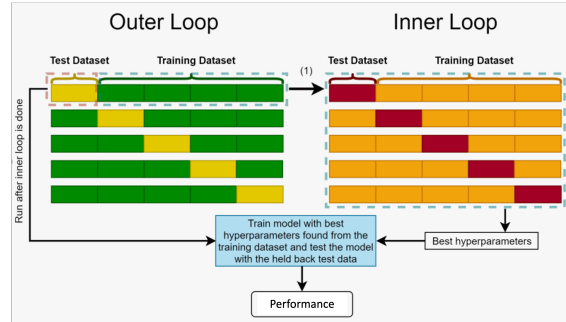 Outer Loop
Inner Loop
Test Dataset
Training Dataset
(1)
Test Dataset
Training Dataset
Run after inner loop is done
Train model with best
hyperparameters found from the
training dataset and test the model
with the held back test data
Best hyperparameters
Performance